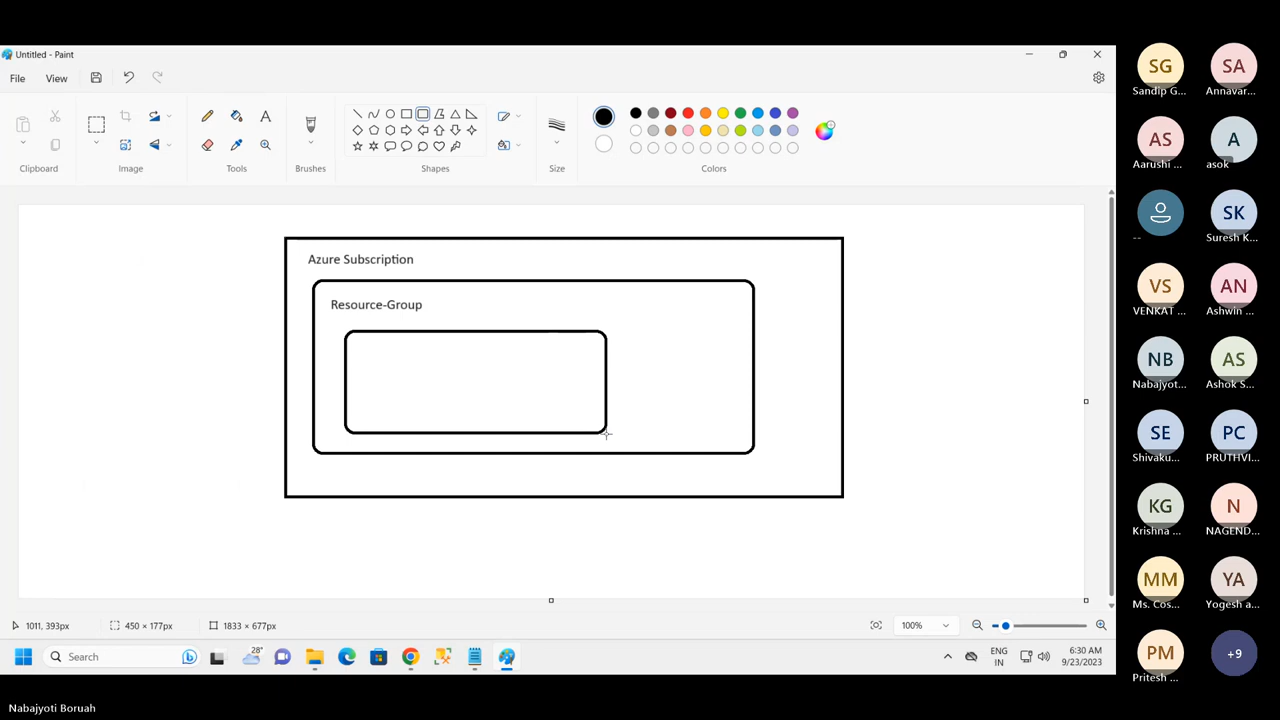 Untitled - Paint
File
View
Clipboard
Image
Tools
Brushes
Shapes
Size
Colors
A
Azure Subscription
Resource-Group
1011, 393px
450 × 177px
1833 × 677px
100%
Search
28°
ENG
IN
6:30 AM
9/23/2023
SG
Sandip G...
SA
Annavar...
AS
Aarushi ...
A
asok
--
SK
Suresh K...
VS
VENKAT ...
AN
Ashwin ...
NB
Nabajyot...
AS
Ashok S...
SE
Shivaku...
PC
PRUTHVI...
KG
Krishna ...
N
NAGEND...
MM
Ms. Cos...
YA
Yogesh a...
PM
Pritesh ...
+9
Nabajyoti Boruah